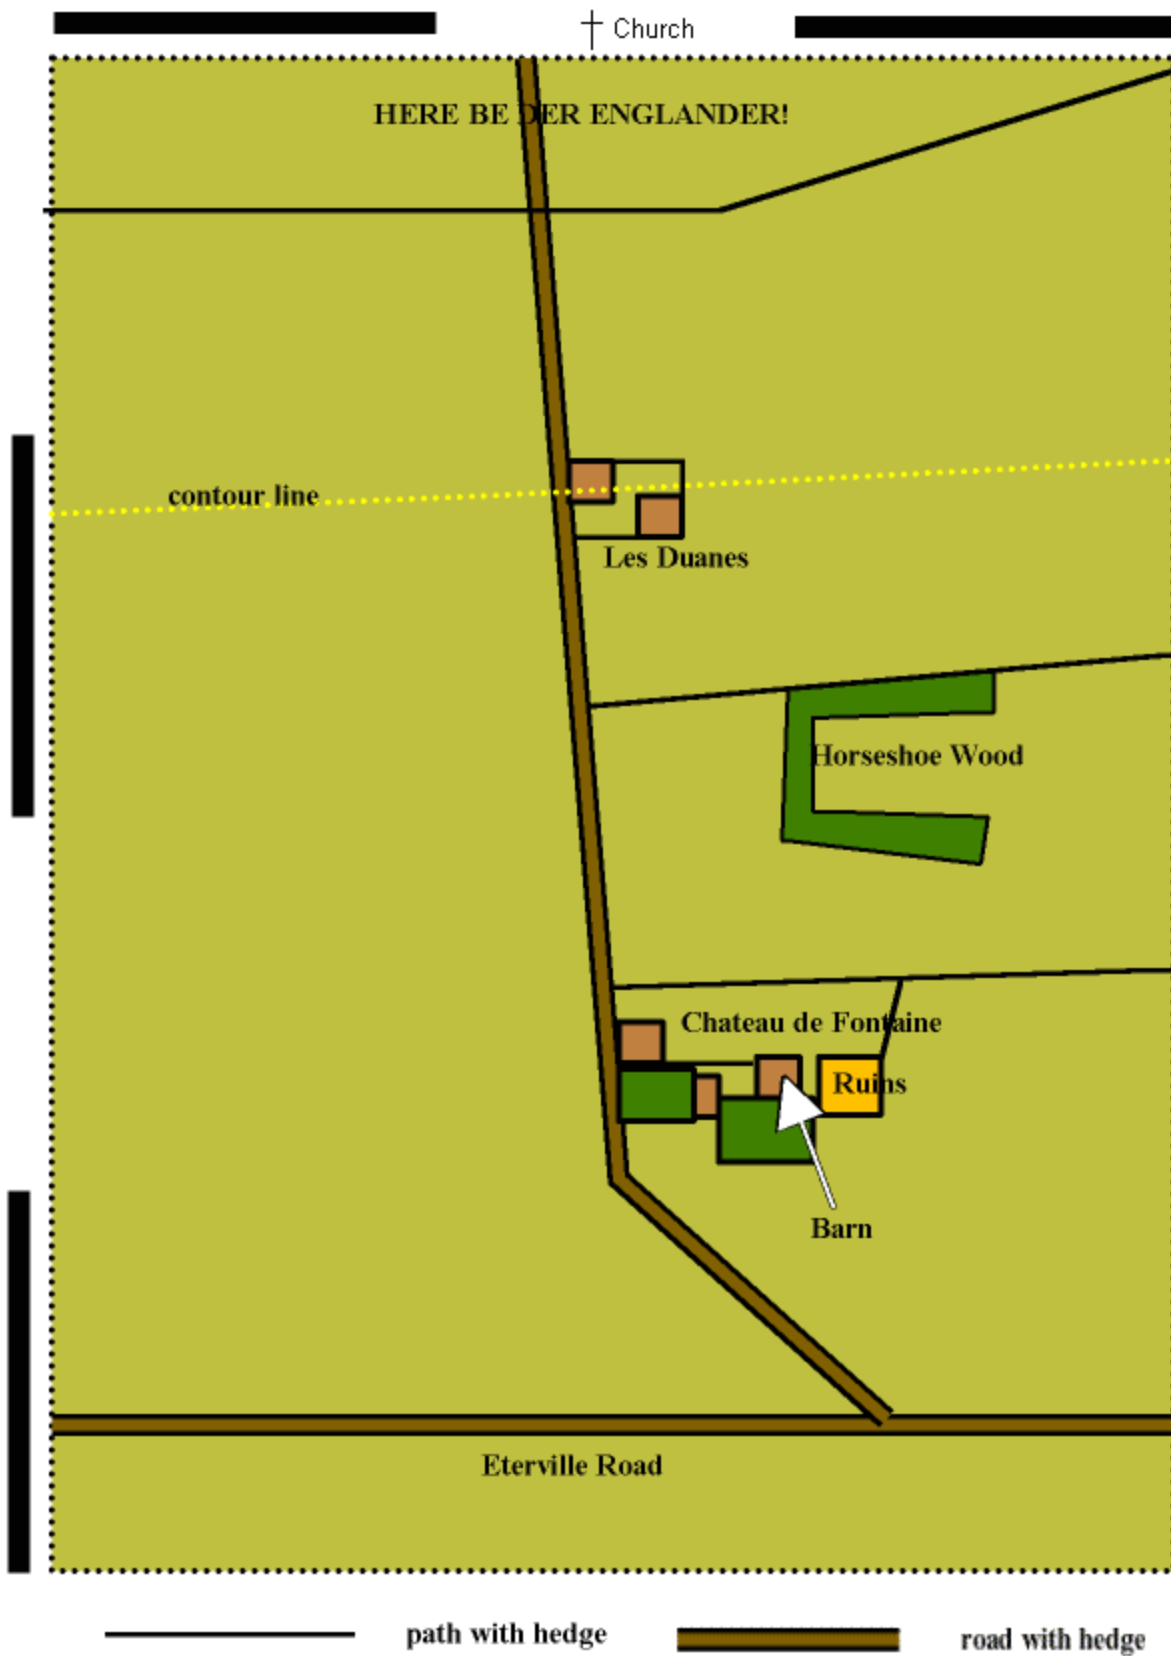 Church
HERE BE DER ENGLANDER!
contour line
Les Duanes
Horseshoe Wood
Chateau de Fontaine
Ruins
Barn
Eterville Road
path with hedge
road with hedge